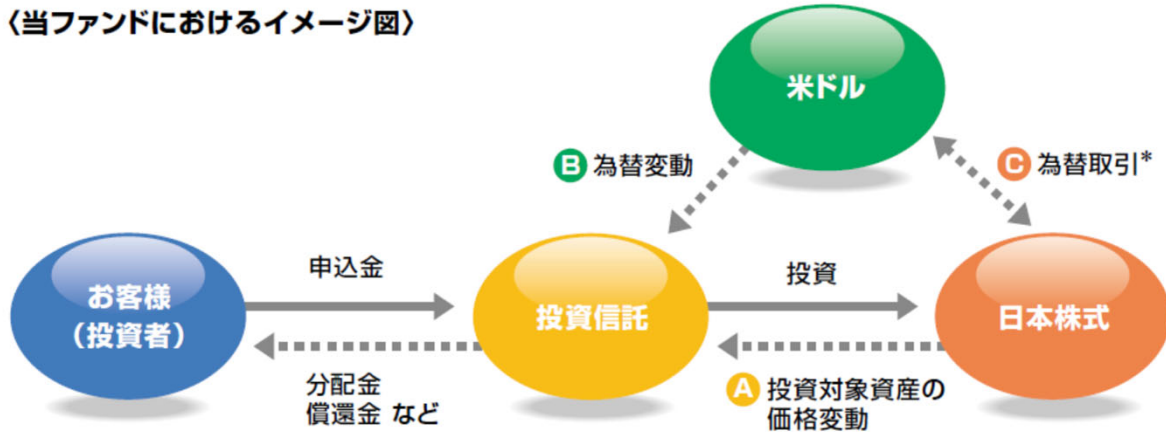 〈当ファンドにおけるイメージ図〉
米ドル
B 為替変動
C 為替取引*
お客様
(投資者)
申込金
投資信託
投資
日本株式
分配金
償還金 など
A 投資対象資産の
価格変動